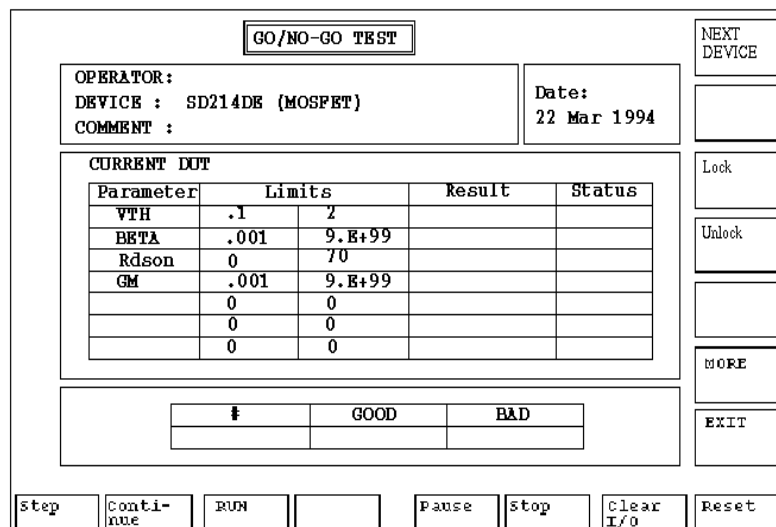 GO/NO-GO TEST
NEXT
DEVICE
OPERATOR:
DEVICE : SD214DE (MOSFET)
COMMENT :
Date:
22 Mar 1994
Lock
Unlock
MORE
EXIT
CURRENT DUT
Parameter Limits Result Status
VTH .1 2
BETA .001 9.E+99
Rdson 0 70
GM .001 9.E+99
0 0
0 0
0 0
# GOOD BAD
Step
Conti-
nue
RUN
Pause
Stop
Clear
I/O
Reset